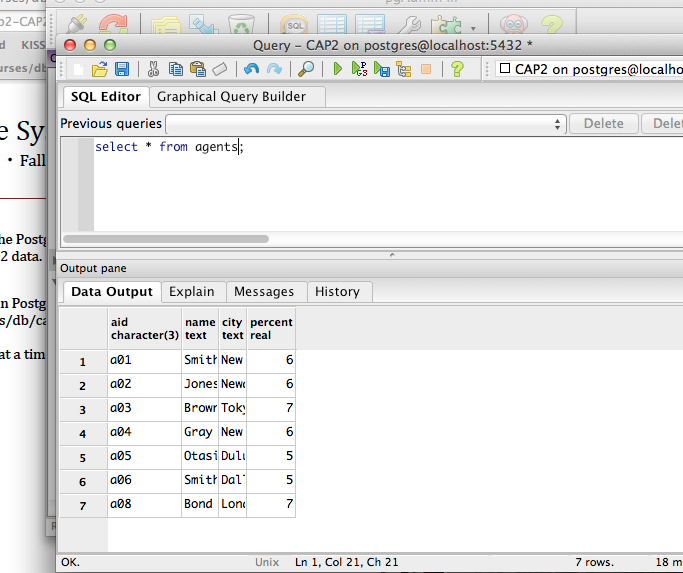 pgAdmin III
p2-CAP2
d KISS
urses/db
Query - CAP2 on postgres@localhost:5432 *
CAP2 on postgres@localho
SQL Editor Graphical Query Builder
Previous queries Delete Dele
select * from agents;
e Sy
• Fall
he Postg
2 data.
n Postg
s/db/ca
at a tim
Output pane
Data Output Explain Messages History
aid name city percent
character(3) text text real
1 a01 Smith New 6
2 a02 Jones Newa 6
3 a03 Brown Toky 7
4 a04 Gray New 6
5 a05 Otasi Dulu 5
6 a06 Smith Dall 5
7 a08 Bond Lond 7
OK. Unix Ln 1, Col 21, Ch 21 7 rows. 18 m